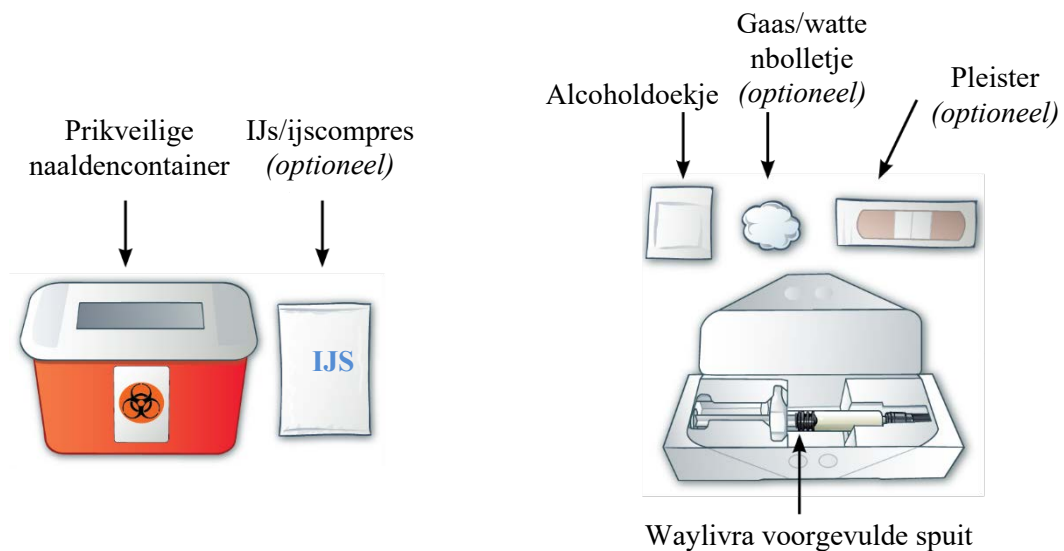 Prikveilige
naaldencontainer
IJs/ijscompres
(optioneel)
IJS
Alcoholdoekje
Gaas/watte
nbolletje
(optioneel)
Pleister
(optioneel)
Waylivra voorgevulde spuit